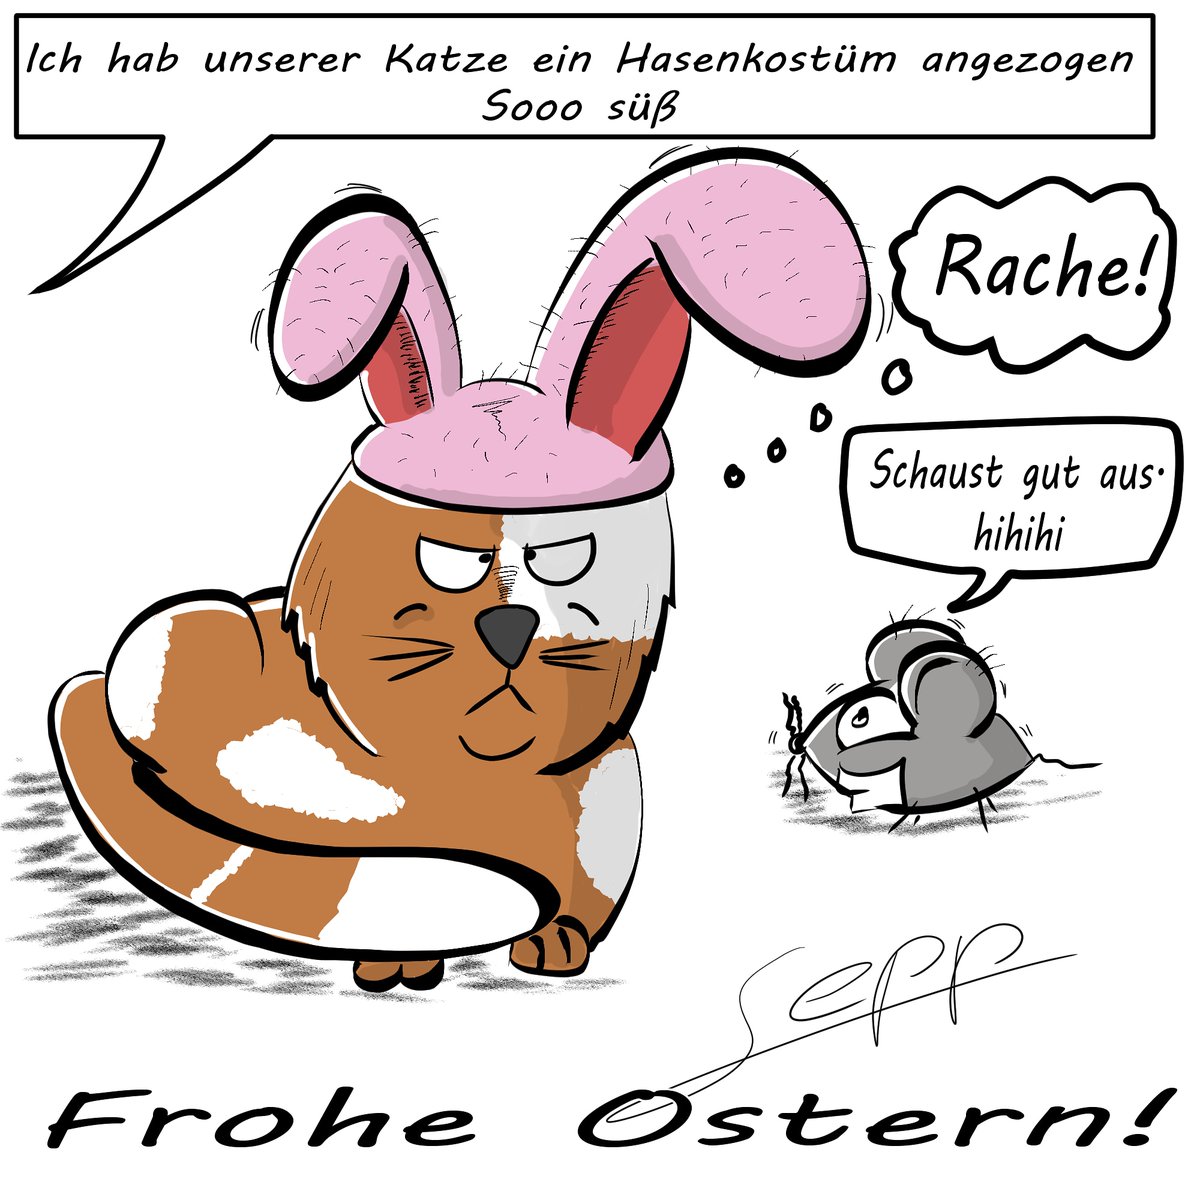 Ich hab unserer Katze ein Hasenkostüm angezogen
Sooo süß
Rache!
Schaust gut aus.
hihihi
Sepp
Frohe Ostern!